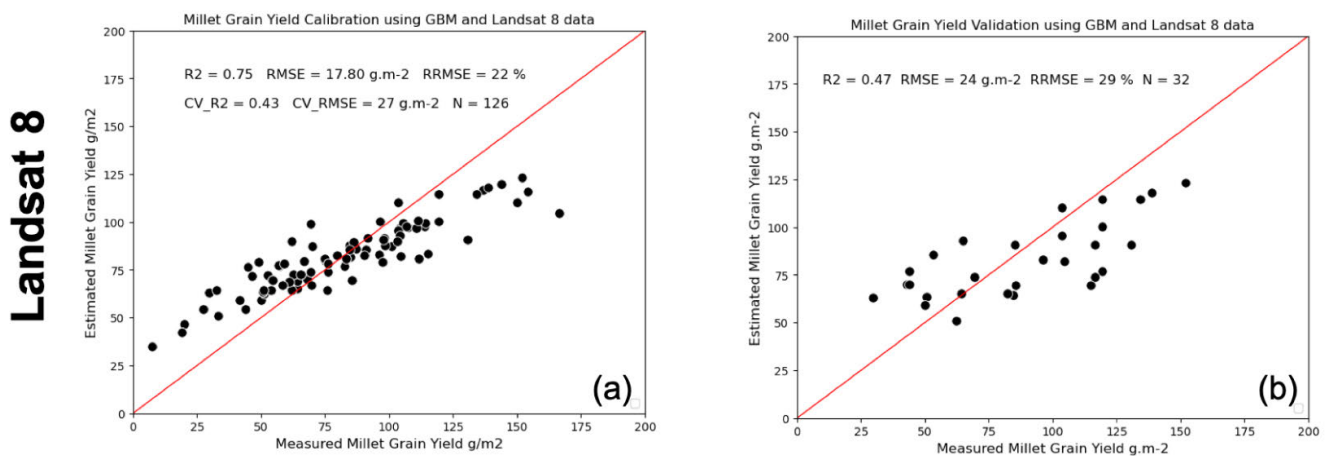 Landsat 8
Millet Grain Yield Calibration using GBM and Landsat 8 data
R2 = 0.75 RMSE = 17.80 g.m-2 RRMSE = 22 %
CV_R2 = 0.43 CV_RMSE = 27 g.m-2 N = 126
Estimated Millet Grain Yield g/m2
200
175
150
125
100
75
50
25
0
0 25 50 75 100 125 150 175 200
Measured Millet Grain Yield g/m2
(a)
Millet Grain Yield Validation using GBM and Landsat 8 data
R2 = 0.47 RMSE = 24 g.m-2 RRMSE = 29 % N = 32
Estimated Millet Grain Yield g.m-2
200
175
150
125
100
75
50
25
0
0 25 50 75 100 125 150 175 200
Measured Millet Grain Yield g.m-2
(b)